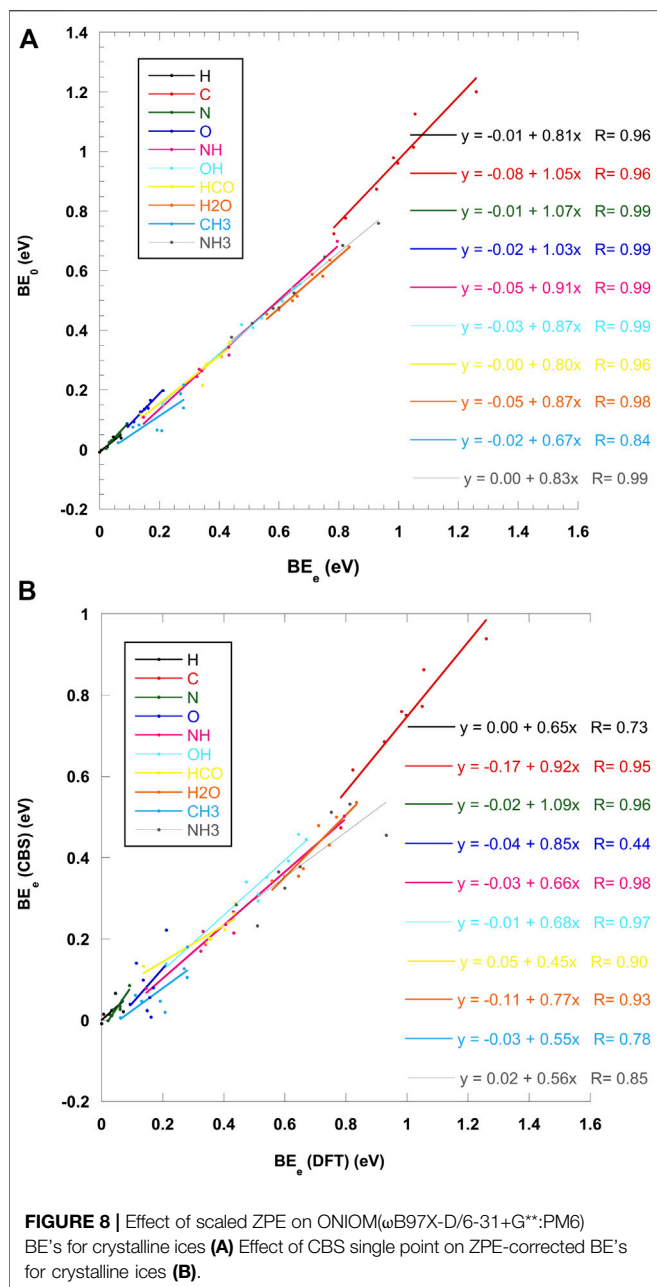 A
1.4
1.2
1
0.8
0.6
0.4
0.2
0
-0.2
BE0 (eV)
H
C
N
O
NH
OH
HCO
H2O
CH3
NH3
y = -0.01 + 0.81x R= 0.96
y = -0.08 + 1.05x R= 0.96
y = -0.01 + 1.07x R= 0.99
y = -0.02 + 1.03x R= 0.99
y = -0.05 + 0.91x R= 0.99
y = -0.03 + 0.87x R= 0.99
y = -0.00 + 0.80x R= 0.96
y = -0.05 + 0.87x R= 0.98
y = -0.02 + 0.67x R= 0.84
y = 0.00 + 0.83x R= 0.99
0 0.2 0.4 0.6 0.8 1 1.2 1.4 1.6
BEe (eV)
B
1
0.8
0.6
0.4
0.2
0
-0.2
BEe (CBS) (eV)
H
C
N
O
NH
OH
HCO
H2O
CH3
NH3
y = 0.00 + 0.65x R= 0.73
y = -0.17 + 0.92x R= 0.95
y = -0.02 + 1.09x R= 0.96
y = -0.04 + 0.85x R= 0.44
y = -0.03 + 0.66x R= 0.98
y = -0.01 + 0.68x R= 0.97
y = 0.05 + 0.45x R= 0.90
y = -0.11 + 0.77x R= 0.93
y = -0.03 + 0.55x R= 0.78
y = 0.02 + 0.56x R= 0.85
0 0.2 0.4 0.6 0.8 1 1.2 1.4 1.6
BEe (DFT) (eV)
FIGURE 8 | Effect of scaled ZPE on ONIOM(ωB97X-D/6-31+G**:PM6)
BE's for crystalline ices (A) Effect of CBS single point on ZPE-corrected BE's
for crystalline ices (B).